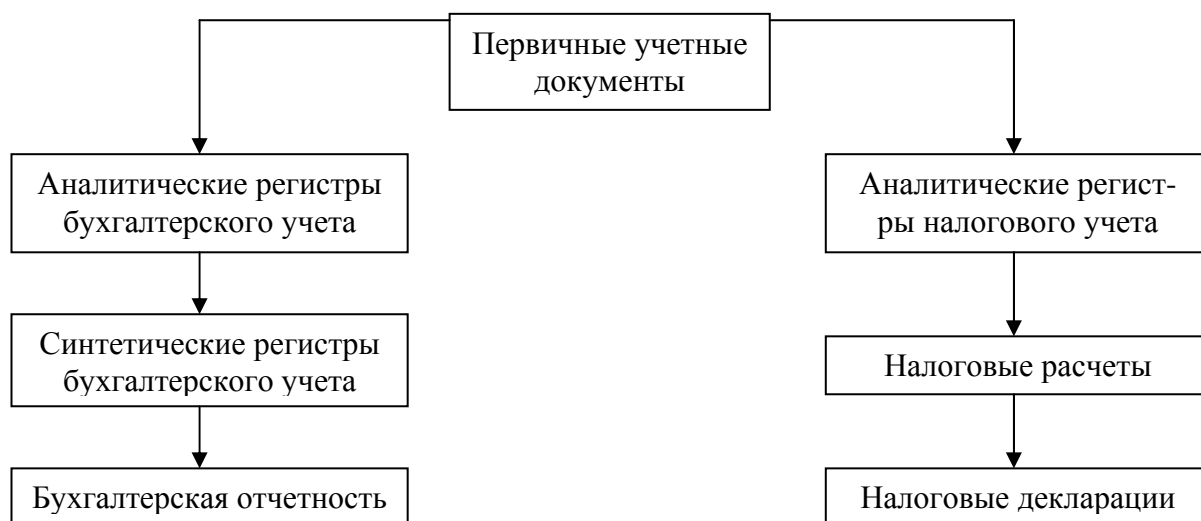 Первичные учетные
документы
Аналитические регистры
бухгалтерского учета
Аналитические регист-
ры налогового учета
Синтетические регистры
бухгалтерского учета
Налоговые расчеты
Бухгалтерская отчетность
Налоговые декларации